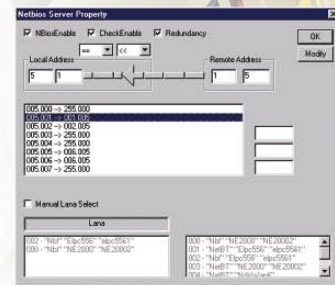 Netbios Server Property
NBiosEnable
CheckEnable
Redundancy
OK
Modify
==
<<
Local Address
5 1
Remote Address
1 5
005.000 -> 255.000
005.001 -> 001.005
005.002 -> 002.005
005.003 -> 255.000
005.004 -> 255.000
005.005 -> 006.005
005.006 -> 006.006
005.007 -> 255.000
Manual Lana Select
Lana
002 - "Nbf" "Elpc556" "elpc5561"
000 - "Nbf" "NE2000" "NE20002"
000 - "Nbf" "NE2000" "NE20002"
001 - "NetBT" "Elpc556" "elpc5561"
002 - "Nbf" "Elpc556" "elpc5561"
003 - "NetBT" "NE2000" "NE20002"